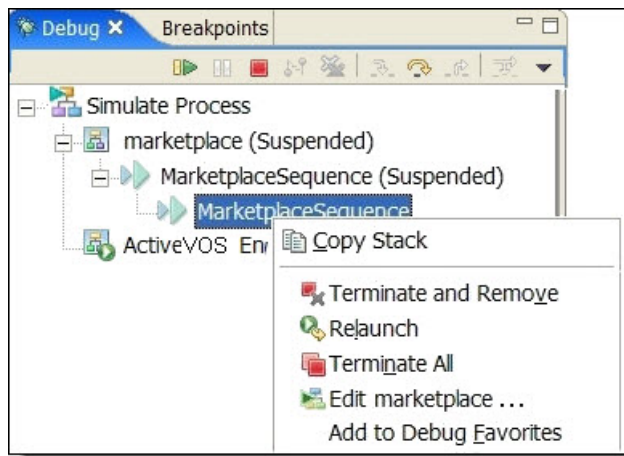 Debug Breakpoints
Simulate Process
marketplace (Suspended)
MarketplaceSequence (Suspended)
MarketplaceSequence
ActiveVOS
Copy Stack
Terminate and Remove
Relaunch
Terminate All
Edit marketplace ...
Add to Debug Favorites